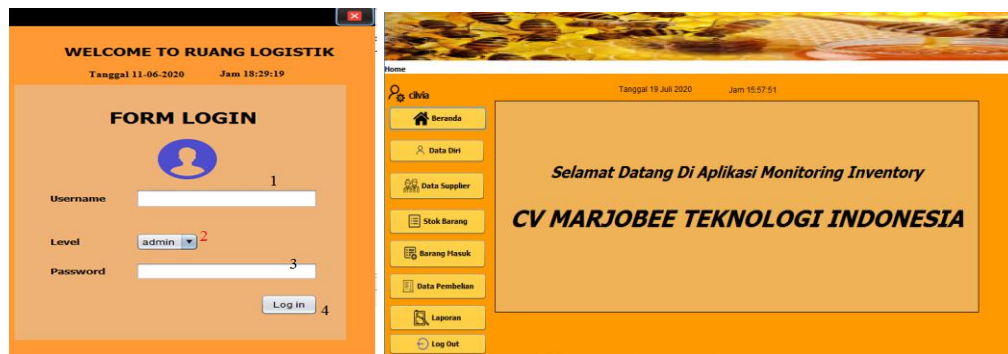 WELCOME TO RUANG LOGISTIK
Tanggal 11-06-2020 Jam 18:29:19
FORM LOGIN
1
Username
Level admin 2
3
Password
Log in 4
Home
cilvia
Tanggal 19 Juli 2020 Jam 15:57:51
Beranda
Data Diri
Data Supplier
Stok Barang
Barang Masuk
Data Pembelian
Laporan
Log Out
Selamat Datang Di Aplikasi Monitoring Inventory
CV MARJOBEE TEKNOLOGI INDONESIA